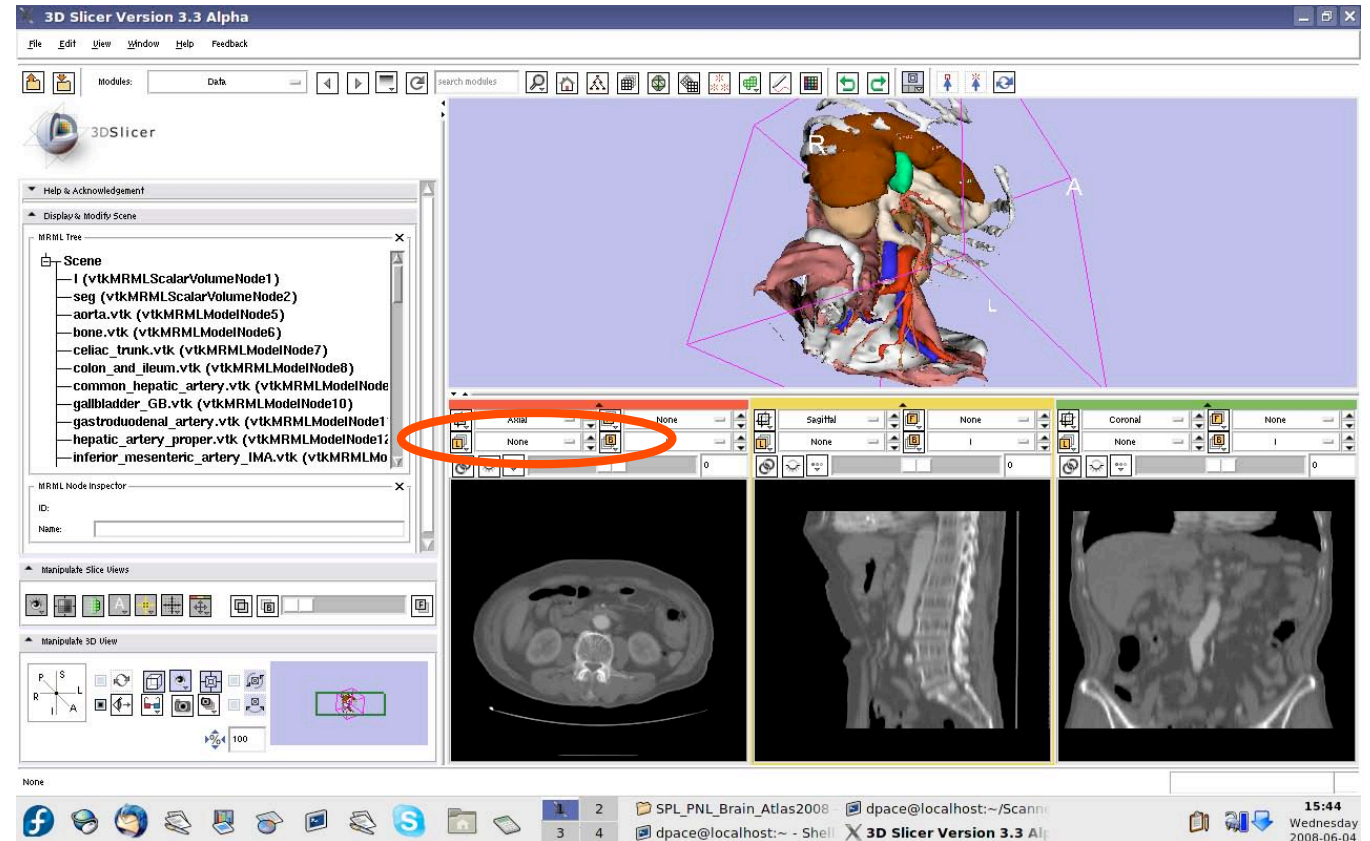 3D Slicer Version 3.3 Alpha
File Edit View Window Help Feedback
Modules: Data search modules
3DSlicer
Help & Acknowledgement
Display & Modify Scene
MRML Tree
Scene
I (vtkMRMLScalarVolumeNode1)
seg (vtkMRMLScalarVolumeNode2)
aorta.vtk (vtkMRMLModelNode5)
bone.vtk (vtkMRMLModelNode6)
celiac_trunk.vtk (vtkMRMLModelNode7)
colon_and_ileum.vtk (vtkMRMLModelNode8)
common_hepatic_artery.vtk (vtkMRMLModelNode
gallbladder_GB.vtk (vtkMRMLModelNode10)
gastroduodenal_artery.vtk (vtkMRMLModelNode1
hepatic_artery_proper.vtk (vtkMRMLModelNode12
inferior_mesenteric_artery_IMA.vtk (vtkMRMLMo
MRML Node Inspector
ID:
Name:
Manipulate Slice Views
B F
Manipulate 3D View
P S
R L
I A
100
R
A
L
Axial F None
L None B
0
Sagittal F None
L None B I
0
Coronal F None
L None B I
0
None
1 2 SPL_PNL_Brain_Atlas2008 dpace@localhost:~/Scann
3 4 dpace@localhost:~ - Shell 3D Slicer Version 3.3 Alp
15:44
Wednesday
2008-06-04